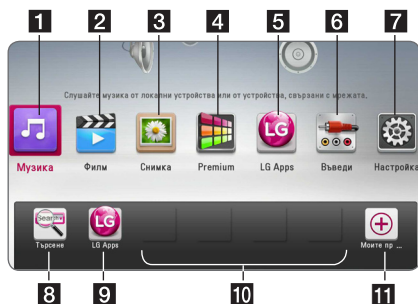 1 2 3 4 5 6 7
Слушайте музика от локални устройства или от устройства, свързани с мрежата.
LG
Музика Филм Снимка Premium LG Apps Въведи Настройка
Search LG
Търсене LG Apps Моите пр ...
8 9 10 11